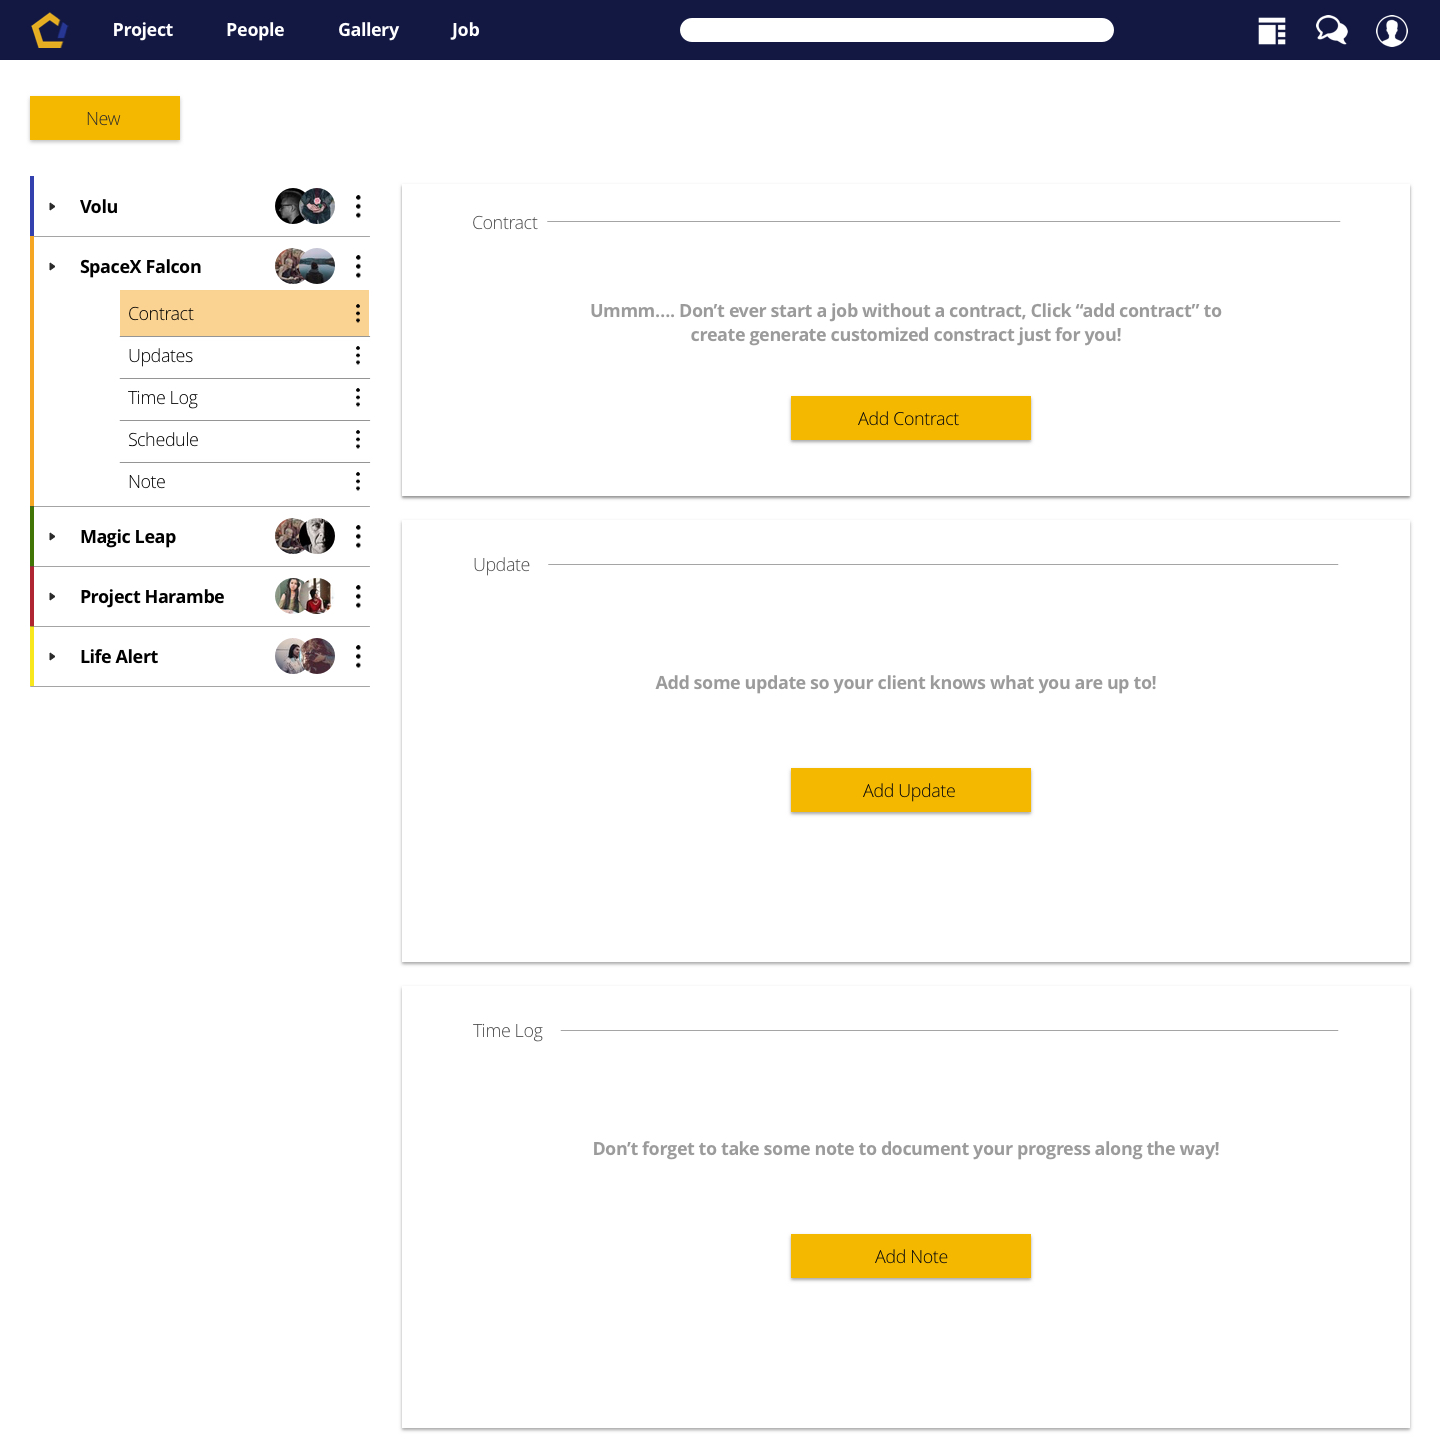 Project People Gallery Job
New
Volu
SpaceX Falcon
Contract
Updates
Time Log
Schedule
Note
Magic Leap
Project Harambe
Life Alert
Contract
Ummm.... Don’t ever start a job without a contract, Click “add contract” to
create generate customized constract just for you!
Add Contract
Update
Add some update so your client knows what you are up to!
Add Update
Time Log
Don’t forget to take some note to document your progress along the way!
Add Note